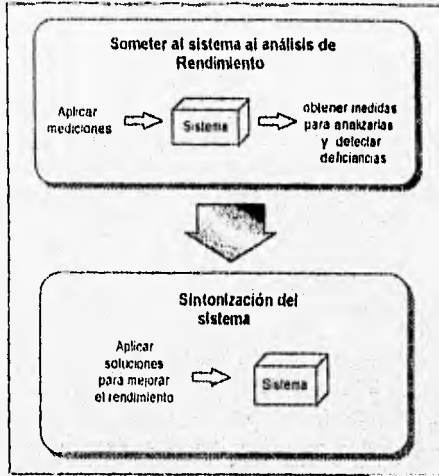 Someter al sistema al análisis de
Rendimiento
Aplicar
mediciones
Sistema
obtener medidas
para analizarlas
y detectar
deficiencias
Sintonización del
sistema
Aplicar
soluciones
para mejorar
el rendimiento
Sistema